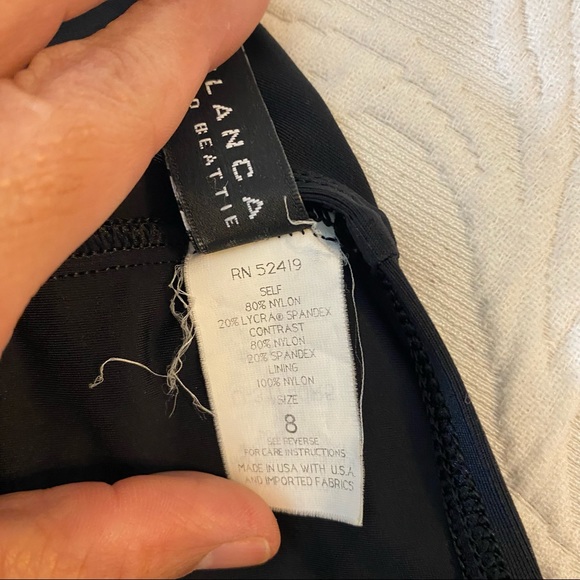 LANCA
D BEATTIE
RN 52419
SELF
80% NYLON
20% LYCRA® SPANDEX
CONTRAST
80% NYLON
20% SPANDEX
LINING
100% NYLON
SIZE
8
SEE REVERSE
FOR CARE INSTRUCTIONS
MADE IN USA WITH U.S.A
AND IMPORTED FABRICS